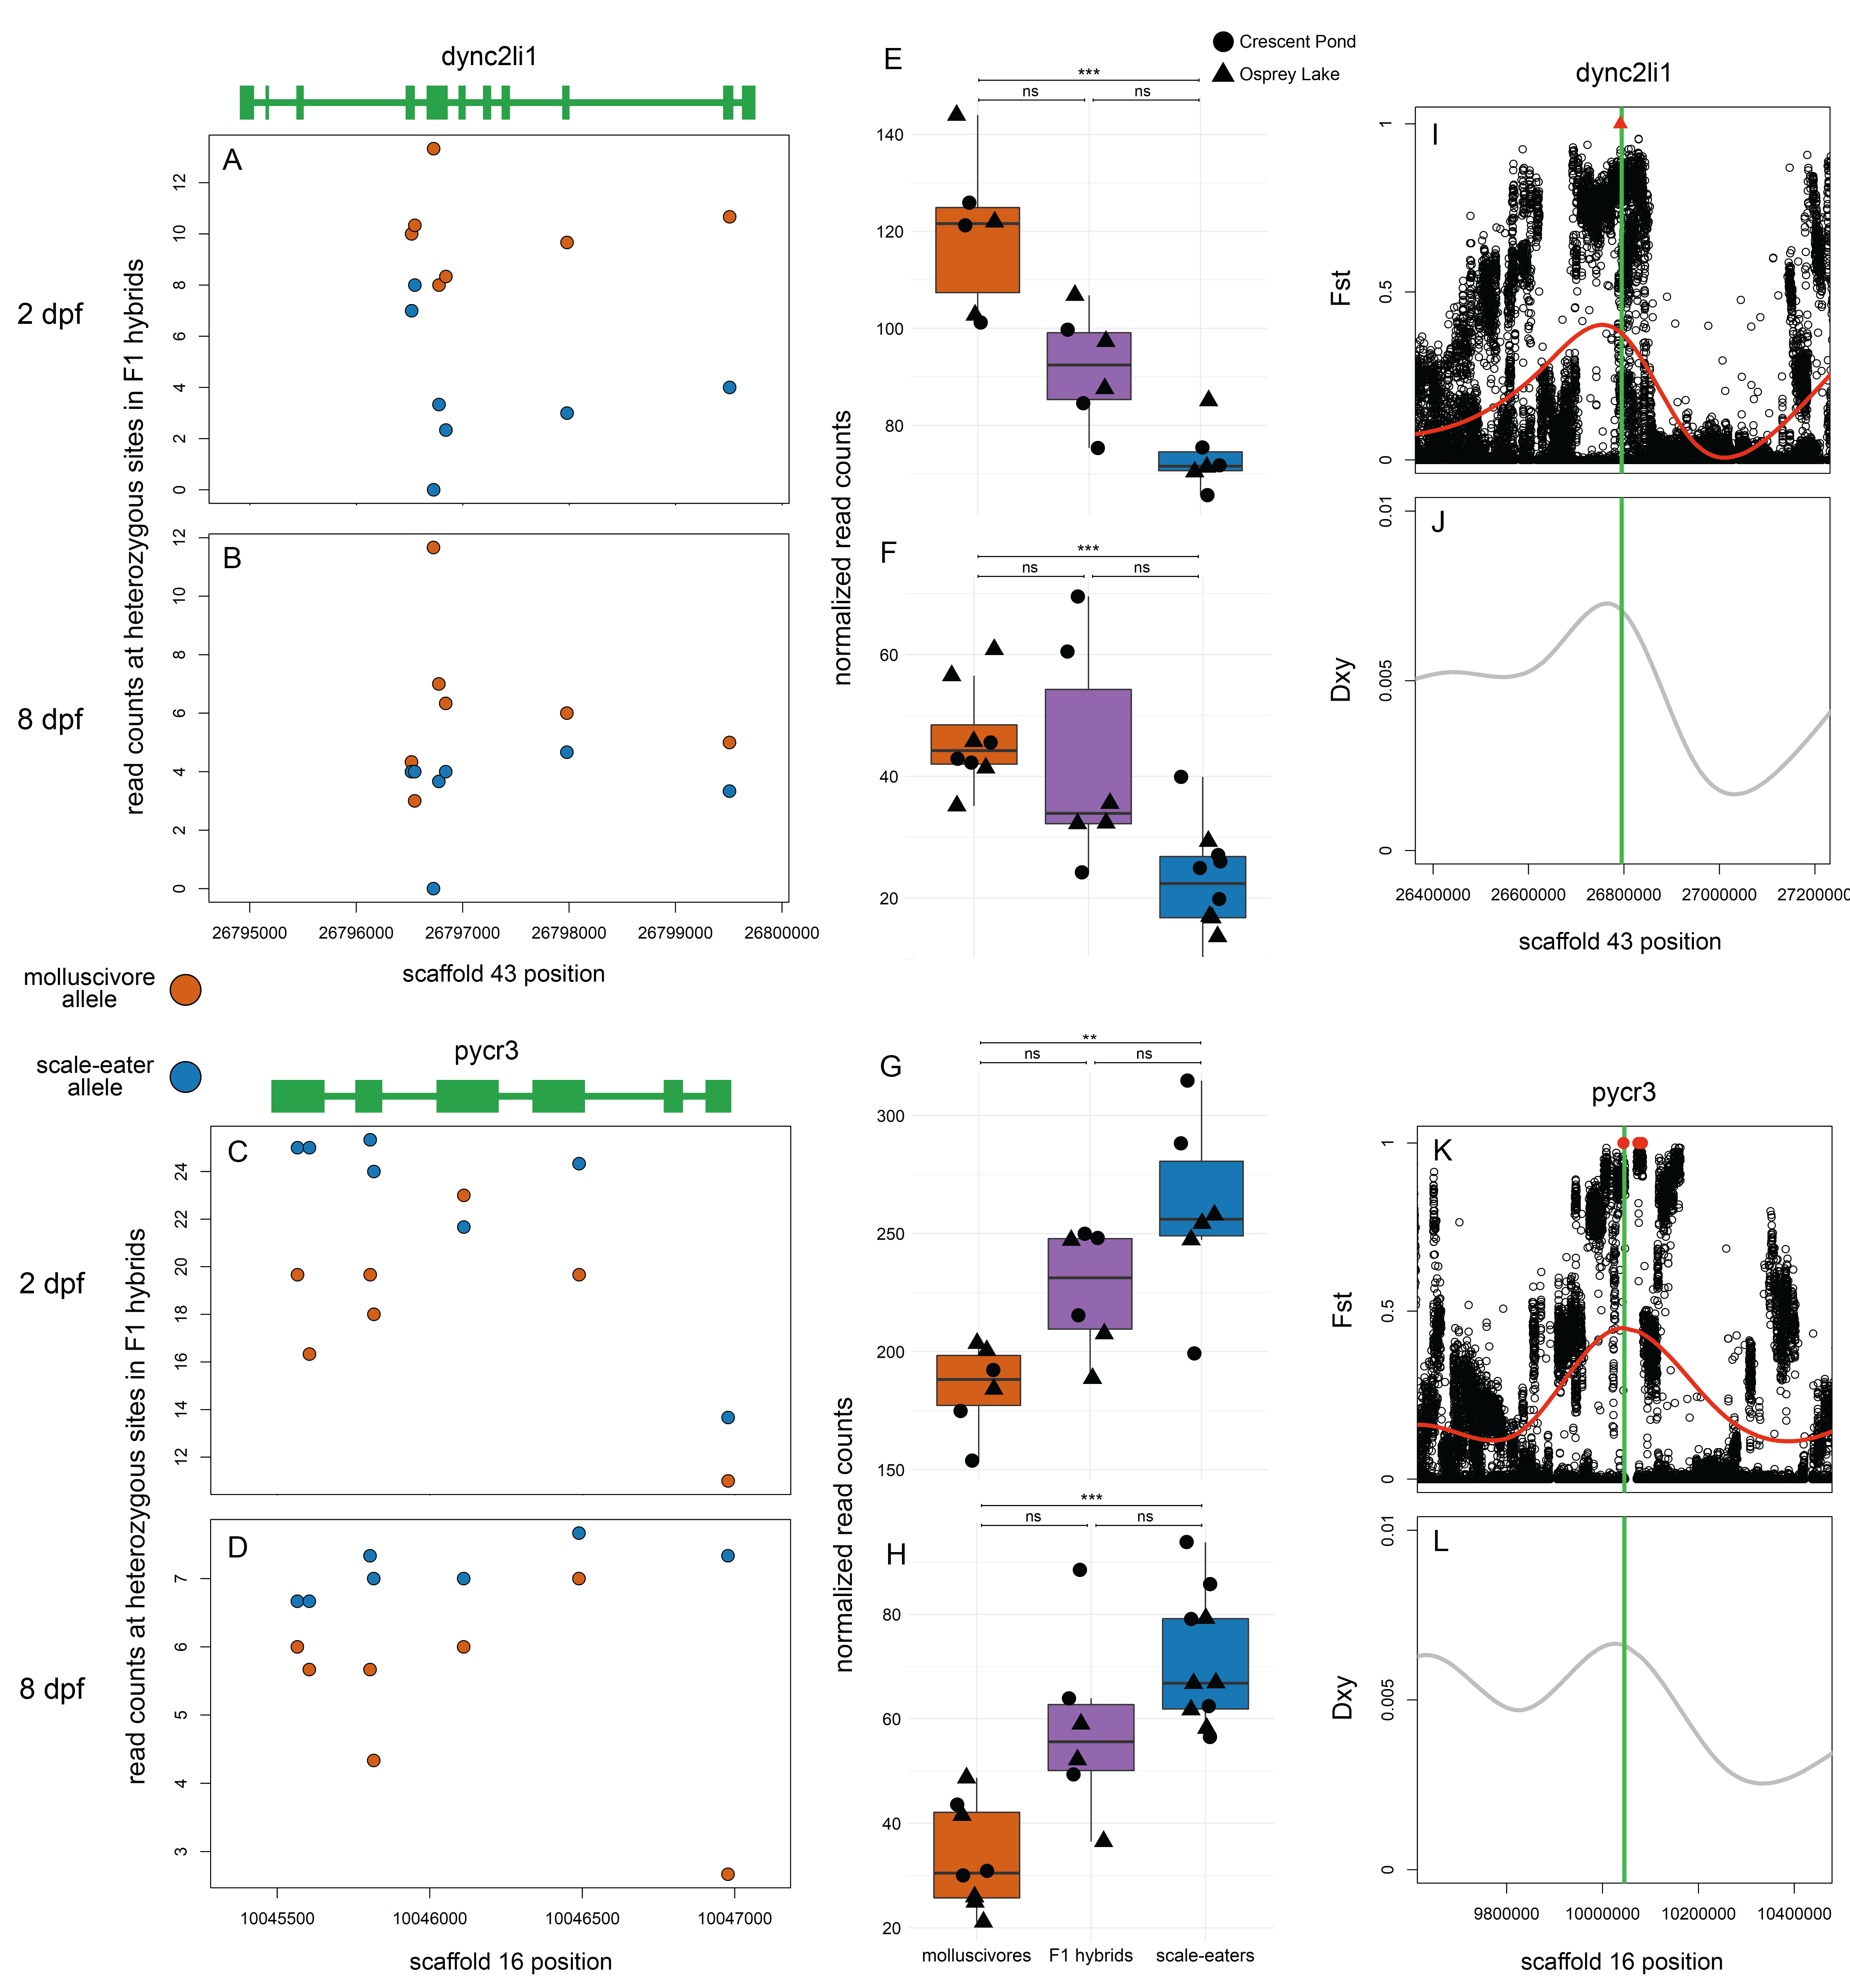 dync2li1
A
12
10
8
6
4
2
0
2 dpf
B
12
10
8
6
4
2
0
8 dpf
read counts at heterozygous sites in F1 hybrids
26795000 26796000 26797000 26798000 26799000 26800000
scaffold 43 position
molluscivore
allele
scale-eater
allele
pycr3
C
24
22
20
18
16
14
12
2 dpf
D
7
6
5
4
3
8 dpf
read counts at heterozygous sites in F1 hybrids
10045500 10046000 10046500 10047000
scaffold 16 position
Crescent Pond
Osprey Lake
E
***
ns ns
140
120
100
80
F
***
ns ns
60
40
20
normalized read counts
G
**
ns ns
300
250
200
150
H
***
ns ns
80
60
40
20
normalized read counts
molluscivores F1 hybrids scale-eaters
dync2li1
I
1
0.5
0
Fst
J
0.01
0.005
0
Dxy
26400000 26600000 26800000 27000000 27200000
scaffold 43 position
pycr3
K
1
0.5
0
Fst
L
0.01
0.005
0
Dxy
9800000 10000000 10200000 10400000
scaffold 16 position